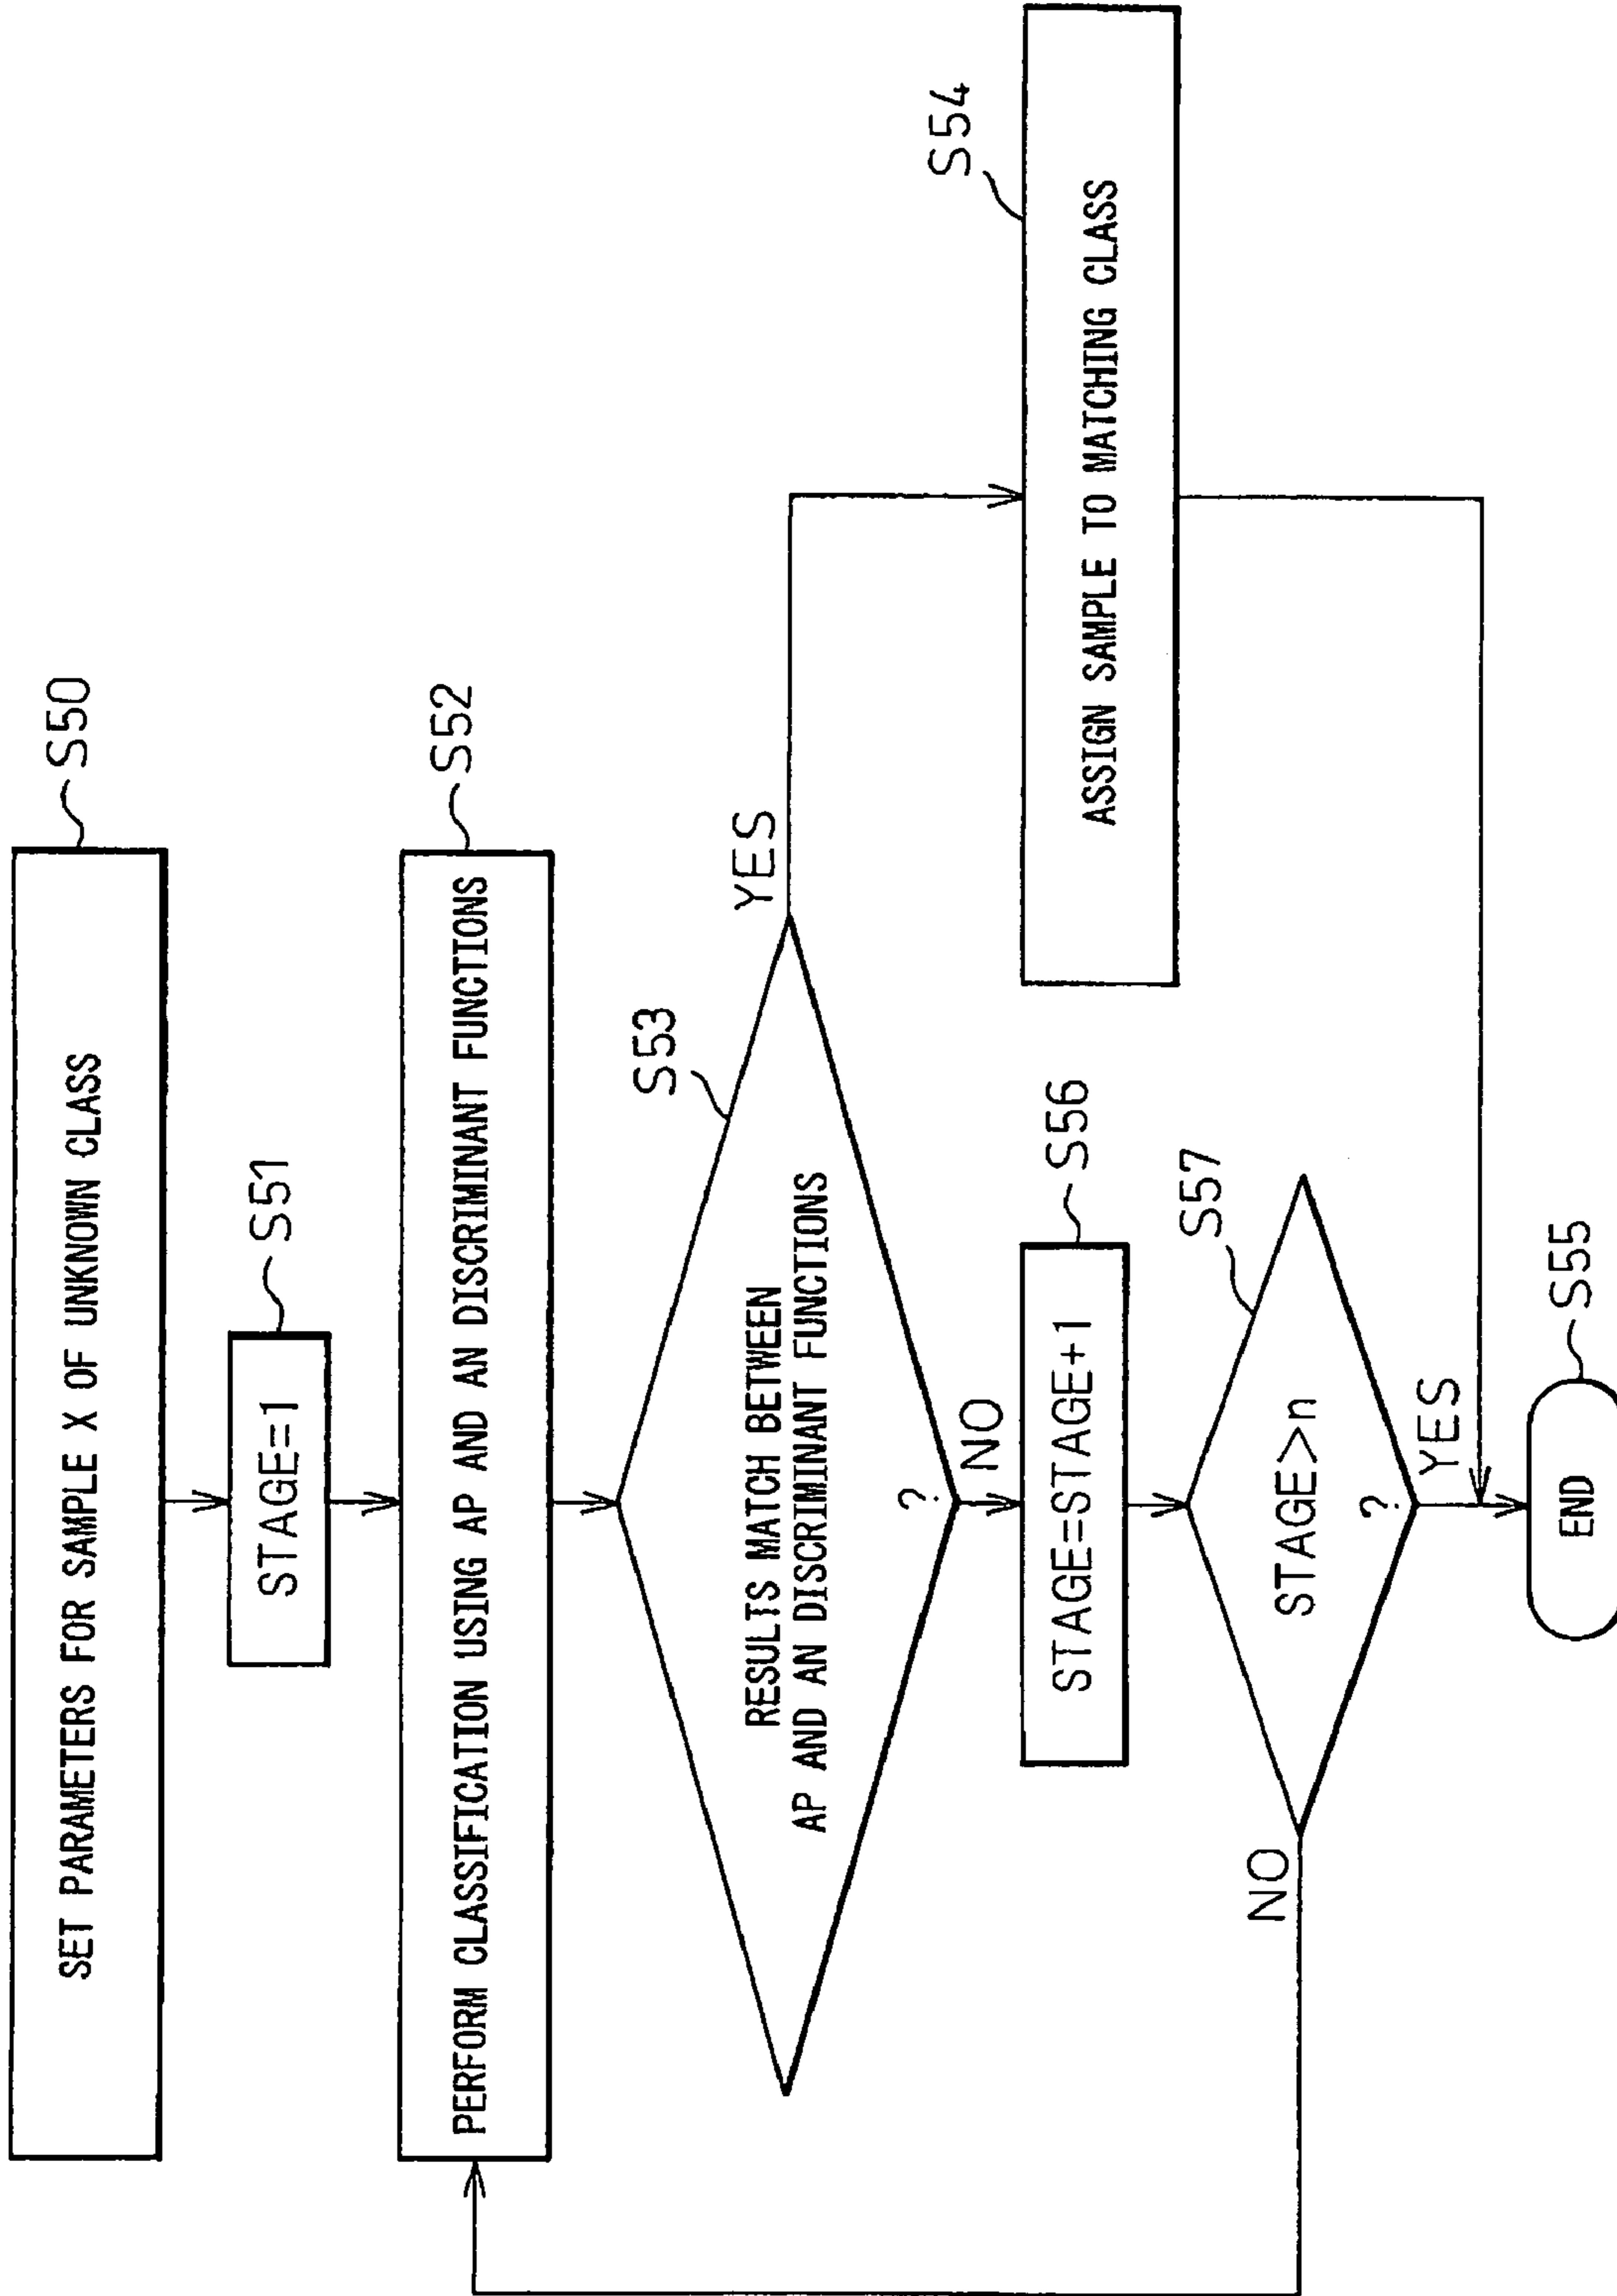 SET PARAMETERS FOR SAMPLE X OF UNKNOWN CLASS
S50
STAGE=1
S51
PERFORM CLASSIFICATION USING AP AND AN DISCRIMINANT FUNCTIONS
S52
S53
RESULTS MATCH BETWEEN
AP AND AN DISCRIMINANT FUNCTIONS
?
YES
NO
ASSIGN SAMPLE TO MATCHING CLASS
S54
STAGE=STAGE+1
S56
S57
STAGE>n
?
NO
YES
END
S55